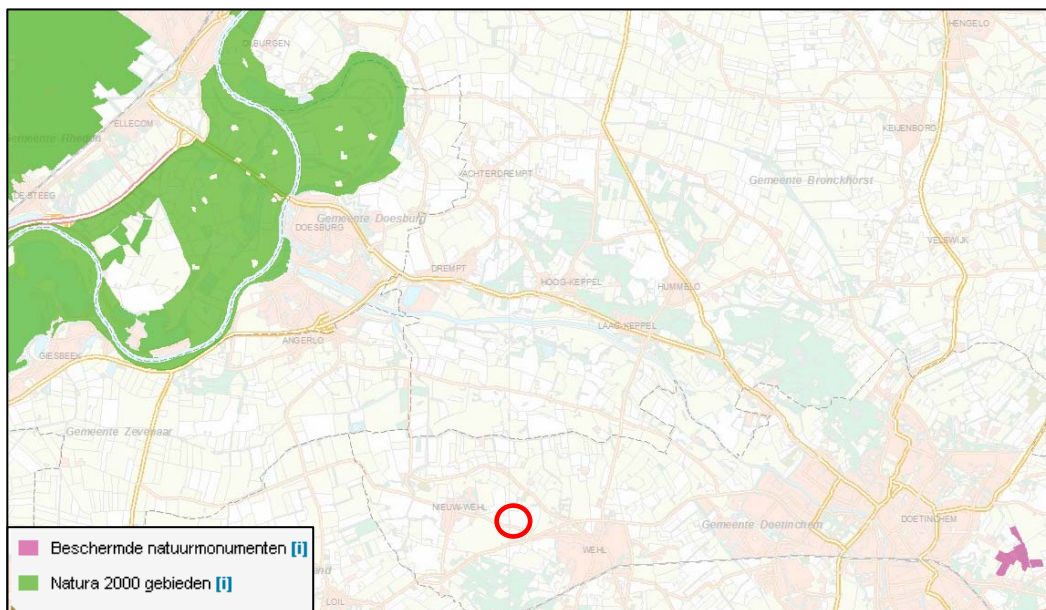 OLBURGEN
HENGELO
ELLECOM
Gemeente Rheden
KEIJENBORG
DE STEEG
ACHTERDREMPT
Gemeente Bronckhorst
Gemeente Doesburg
DOESBURG
VELSWIJK
DREMPT
HOOG-KEPPEL
HUMMELO
LAAG-KEPPEL
ANGERLO
GIESBEEK
Gemeente Zevenaar
NIEUW-WEHL
Gemeente Doetinchem
DOETINCHEM
WEHL
Beschermde natuurmonumenten [i]
Natura 2000 gebieden [i]
LOIL